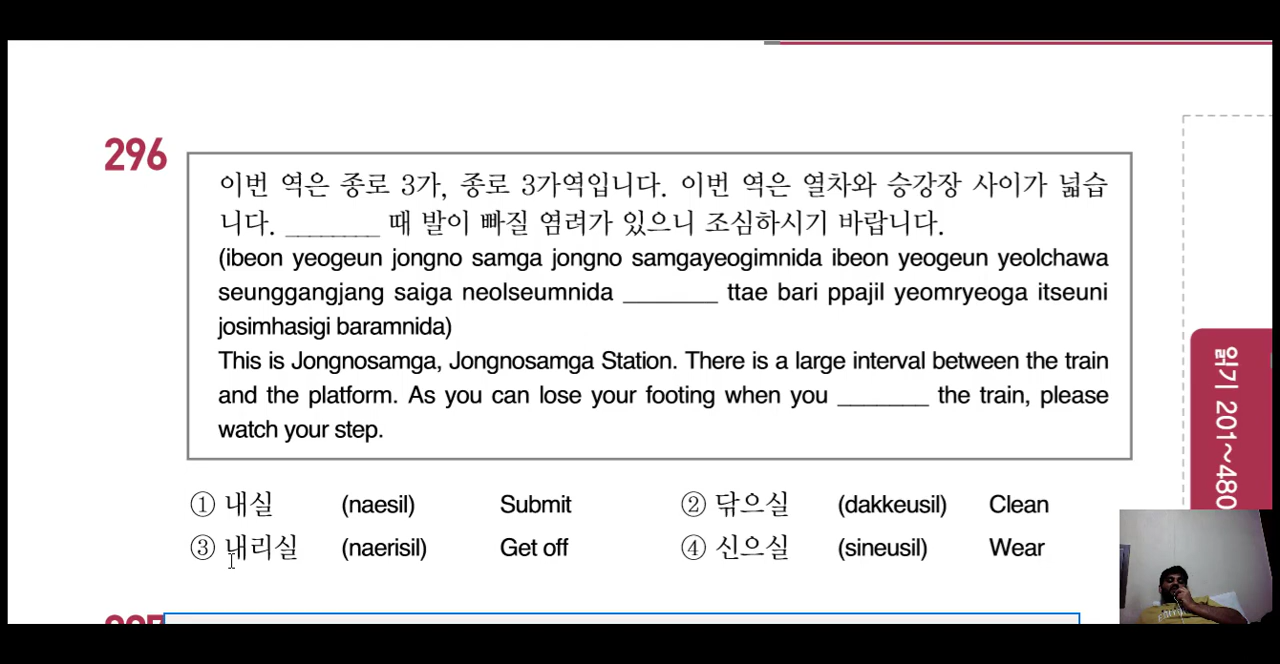 296
이번 역은 종로 3가, 종로 3가역입니다. 이번 역은 열차와 승강장 사이가 넓습
니다. ________ 때 발이 빠질 염려가 있으니 조심하시기 바랍니다.
(ibeon yeogeun jongno samga jongno samgayeogimnida ibeon yeogeun yeolchawa
seunggangjang saiga neolseumnida _______ ttae bari ppajil yeomryeoga itseuni
josimhasigi baramnida)
This is Jongnosamga, Jongnosamga Station. There is a large interval between the train
and the platform. As you can lose your footing when you _______ the train, please
watch your step.
① 내실 (naesil) Submit ② 닦으실 (dakkeusil) Clean
③ 내리실 (naerisil) Get off ④ 신으실 (sineusil) Wear
읽기 201~480